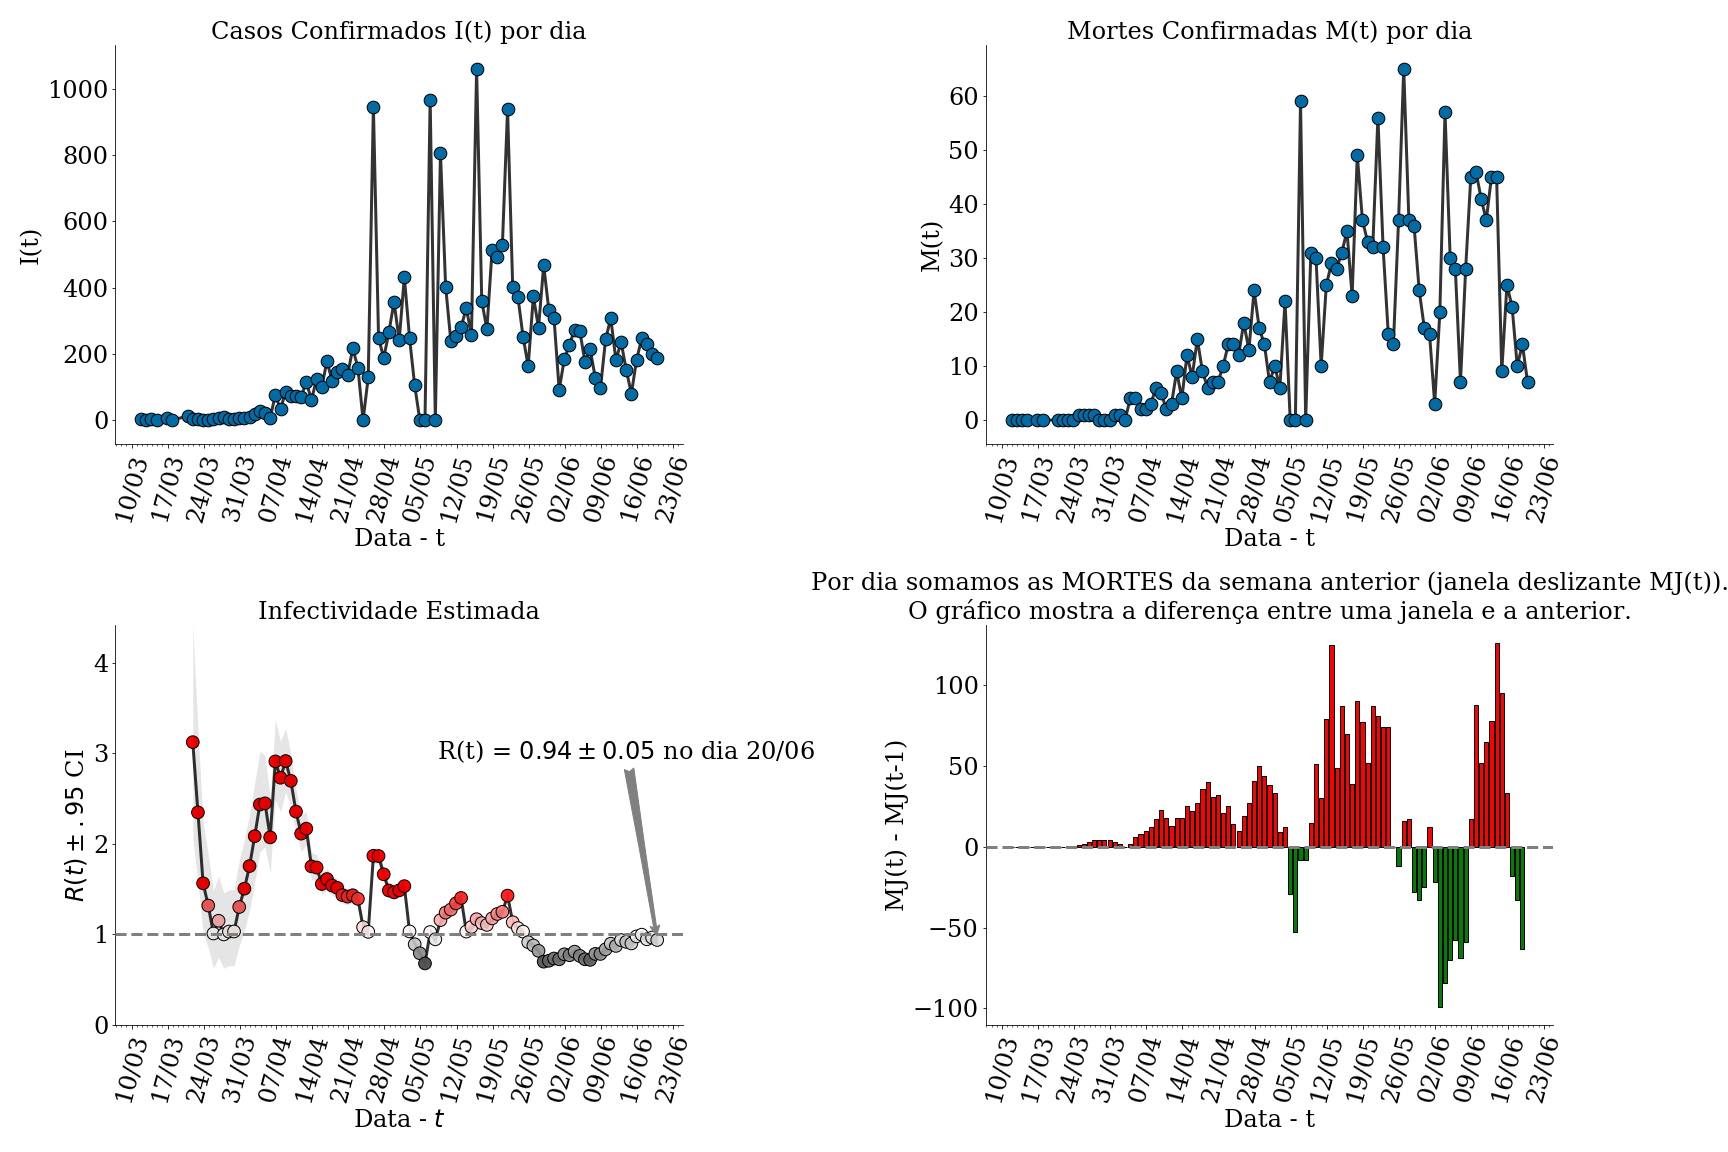 Casos Confirmados I(t) por dia
I(t)
1000
800
600
400
200
0
10/03 17/03 24/03 31/03 07/04 14/04 21/04 28/04 05/05 12/05 19/05 26/05 02/06 09/06 16/06 23/06
Data - t
Mortes Confirmadas M(t) por dia
M(t)
60
50
40
30
20
10
0
10/03 17/03 24/03 31/03 07/04 14/04 21/04 28/04 05/05 12/05 19/05 26/05 02/06 09/06 16/06 23/06
Data - t
Infectividade Estimada
R(t) ± .95 CI
4
3
2
1
0
R(t) = 0.94 ± 0.05 no dia 20/06
10/03 17/03 24/03 31/03 07/04 14/04 21/04 28/04 05/05 12/05 19/05 26/05 02/06 09/06 16/06 23/06
Data - t
Por dia somamos as MORTES da semana anterior (janela deslizante MJ(t)).
O gráfico mostra a diferença entre uma janela e a anterior.
MJ(t) - MJ(t-1)
100
50
0
−50
−100
10/03 17/03 24/03 31/03 07/04 14/04 21/04 28/04 05/05 12/05 19/05 26/05 02/06 09/06 16/06 23/06
Data - t